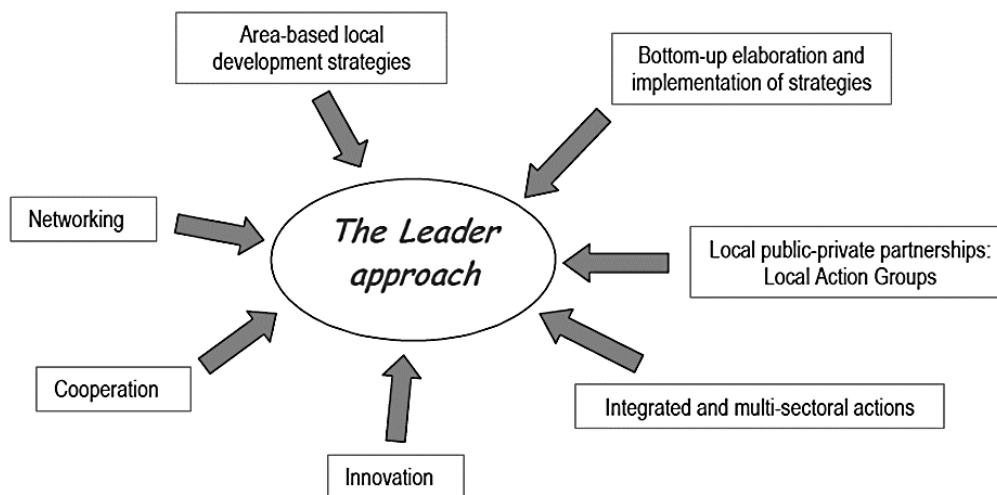 Area-based local
development strategies
Bottom-up elaboration and
implementation of strategies
Networking
The Leader
approach
Local public-private partnerships:
Local Action Groups
Cooperation
Integrated and multi-sectoral actions
Innovation